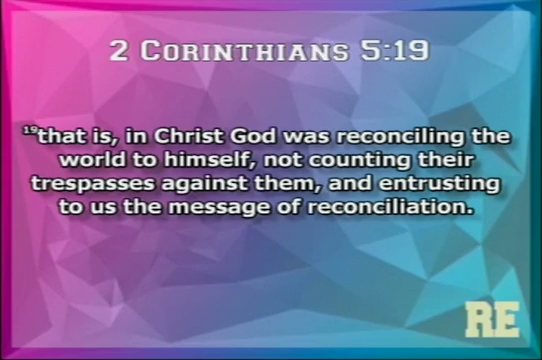 2 CORINTHIANS 5:19
19that is, in Christ God was reconciling the
world to himself, not counting their
trespasses against them, and entrusting
to us the message of reconciliation.
RE